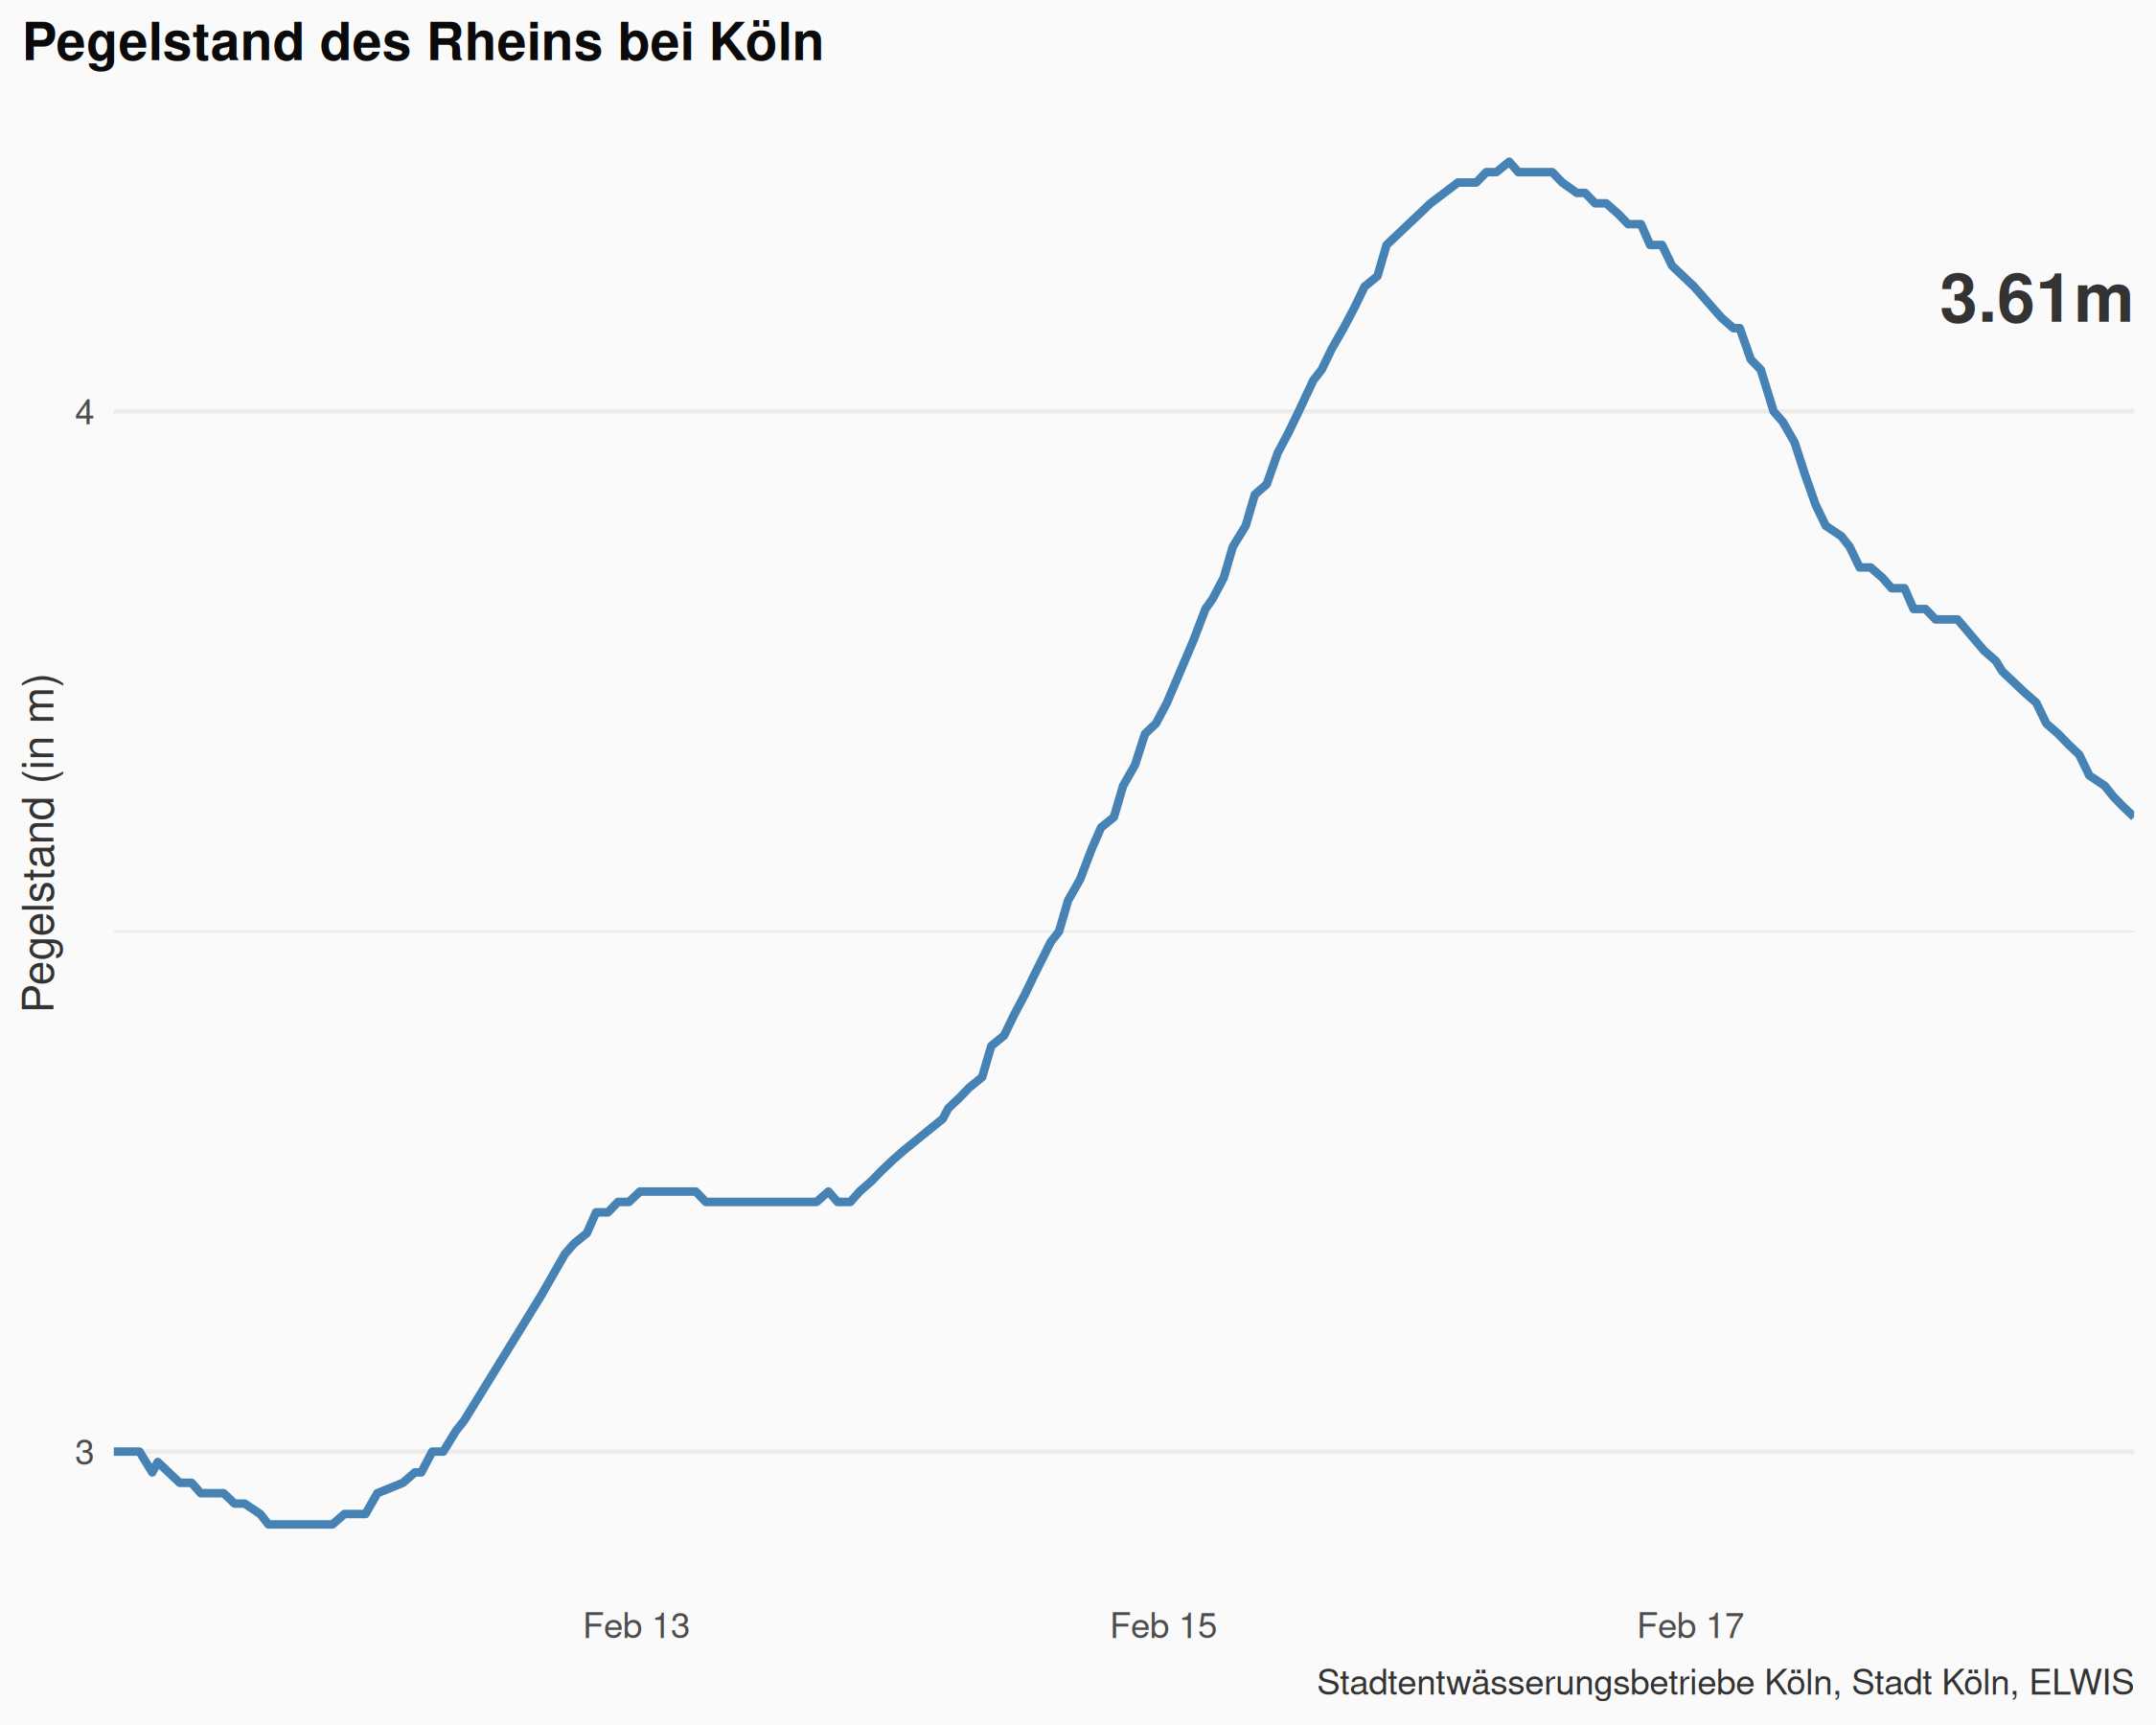 Pegelstand des Rheins bei Köln
3.61m
4
Pegelstand (in m)
3
Feb 13
Feb 15
Feb 17
Stadtentwässerungsbetriebe Köln, Stadt Köln, ELWIS